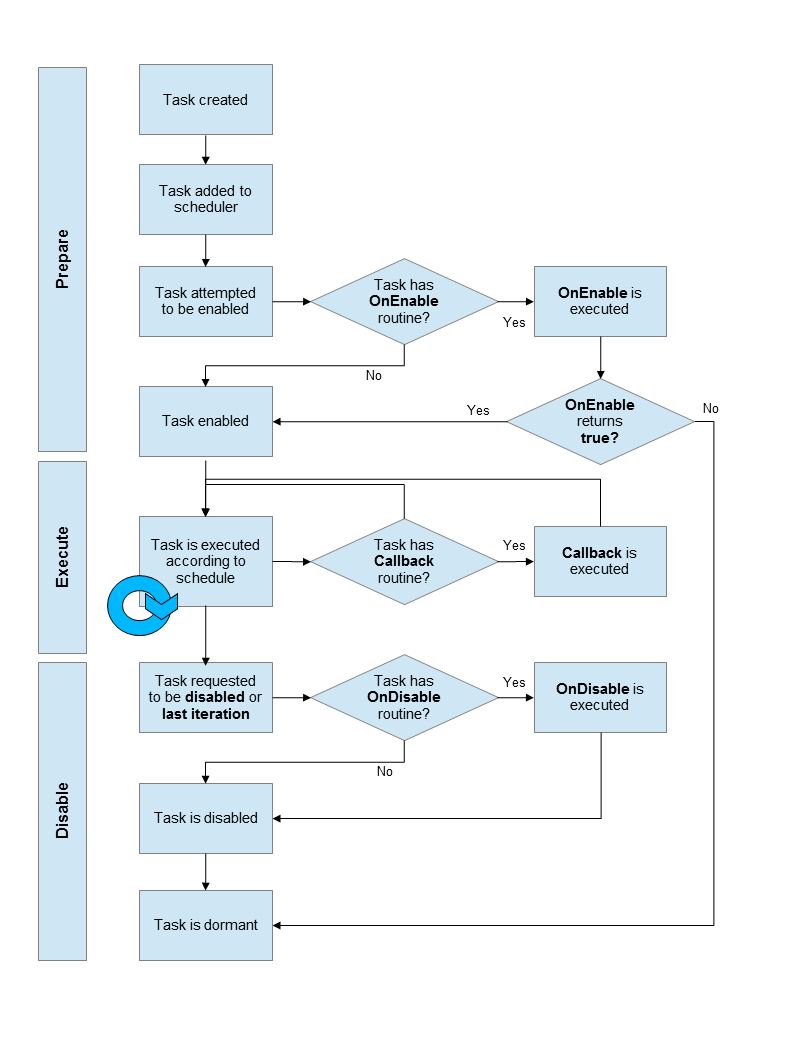 Prepare
Task created
Task added to
scheduler
Task attempted
to be enabled
Task has
OnEnable
routine?
Yes
OnEnable is
executed
No
Task enabled
Yes
OnEnable
returns
true?
No
Execute
Task is executed
according to
schedule
Task has
Callback
routine?
Yes
Callback is
executed
Disable
Task requested
to be disabled or
last iteration
Task has
OnDisable
routine?
Yes
OnDisable is
executed
No
Task is disabled
Task is dormant